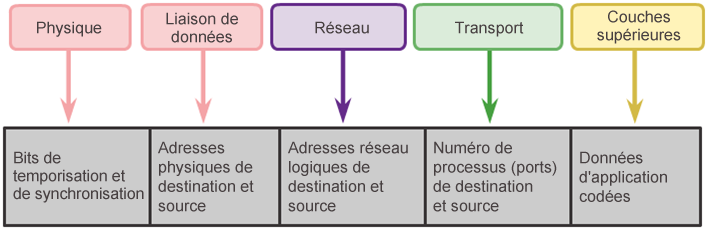 Physique
Liaison de
données
Réseau
Transport
Couches
supérieures
Bits de
temporisation et
de synchronisation
Adresses
physiques de
destination et
source
Adresses réseau
logiques de
destination et
source
Numéro de
processus (ports)
de destination
et source
Données
d'application
codées